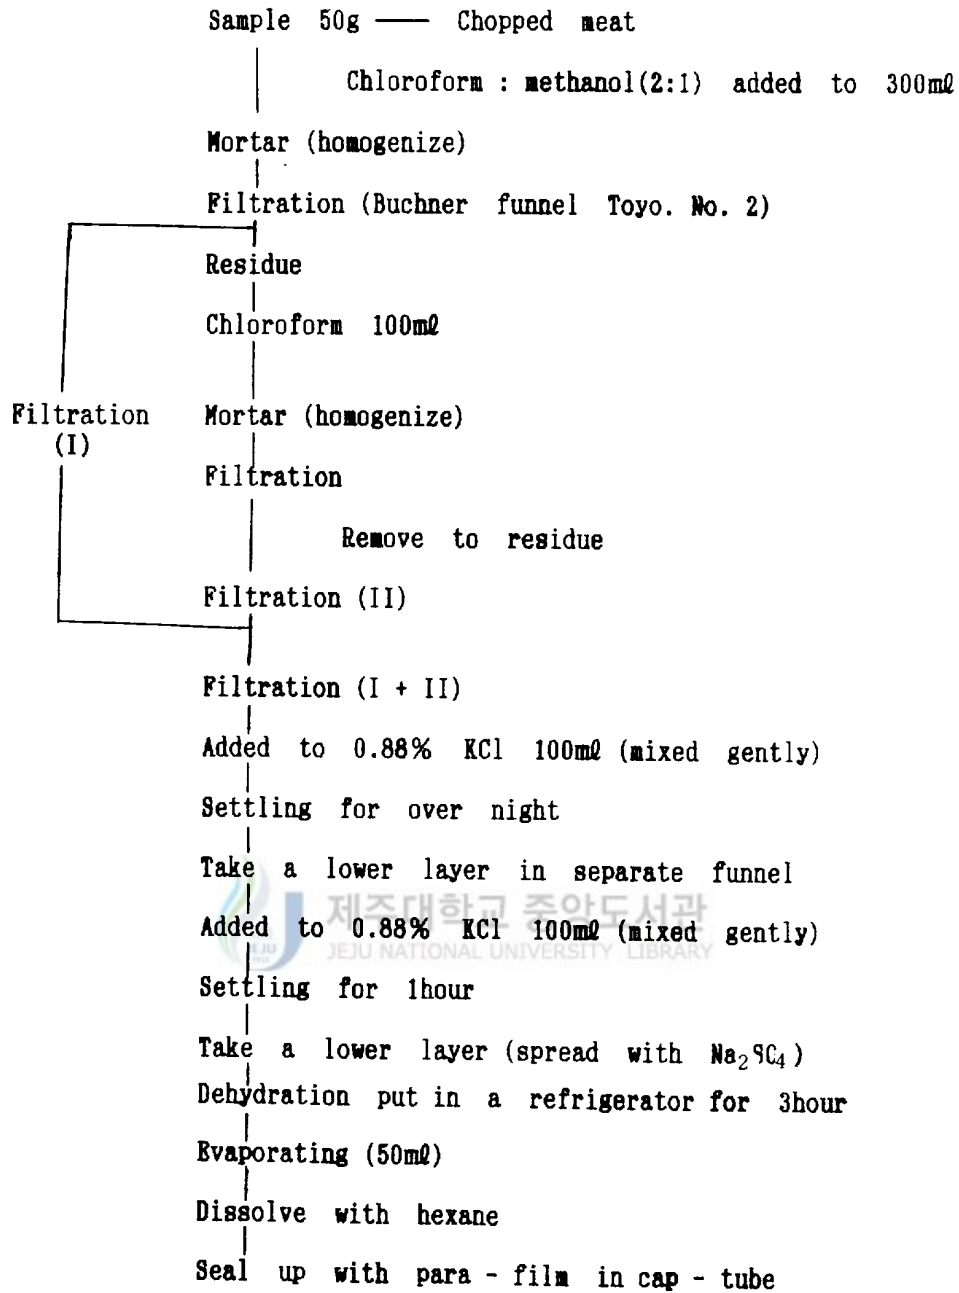 Sample 50g —— Chopped meat
Chloroform : methanol(2:1) added to 300mℓ
Mortar (homogenize)
Filtration (Buchner funnel Toyo. No. 2)
Residue
Chloroform 100mℓ
Filtration
(I)
Mortar (homogenize)
Filtration
Remove to residue
Filtration (II)
Filtration (I + II)
Added to 0.88% KCl 100mℓ (mixed gently)
Settling for over night
Take a lower layer in separate funnel
제주대학교 중앙도서관
Added to 0.88% KCl 100mℓ (mixed gently)
JEJU NATIONAL UNIVERSITY LIBRARY
Settling for 1hour
Take a lower layer (spread with Na₂SO₄)
Dehydration put in a refrigerator for 3hour
Evaporating (50mℓ)
Dissolve with hexane
Seal up with para - film in cap - tube